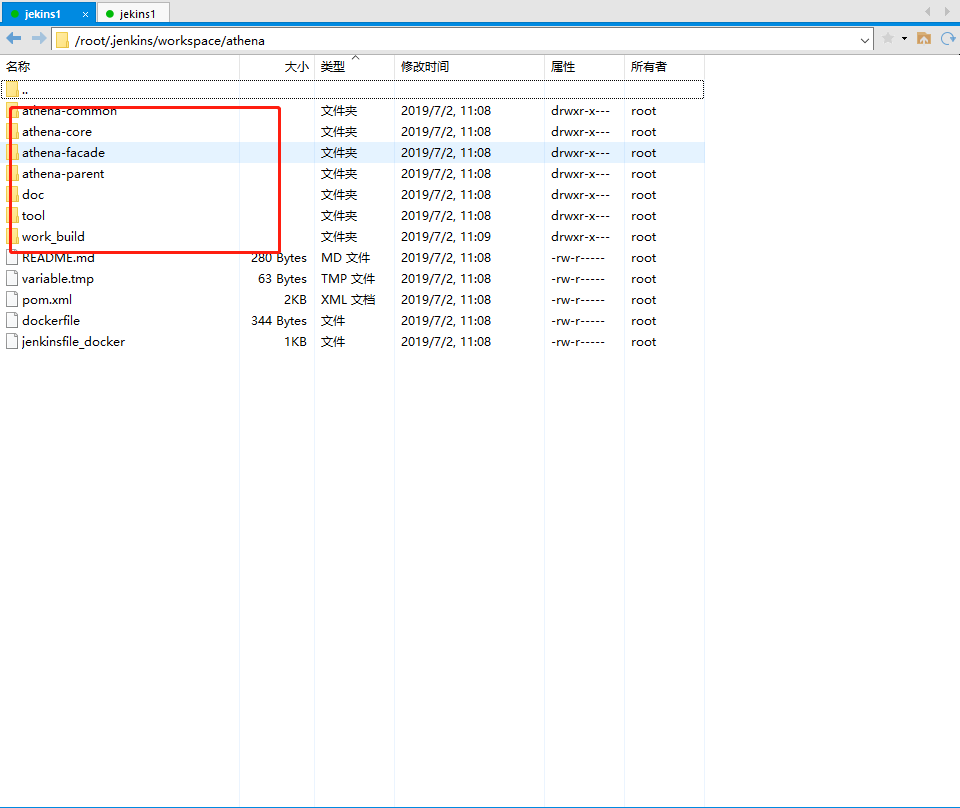 jekins1 × jekins1
/root/.jenkins/workspace/athena
名称 大小 类型 修改时间 属性 所有者
..
athena-common 文件夹 2019/7/2, 11:08 drwxr-x--- root
athena-core 文件夹 2019/7/2, 11:08 drwxr-x--- root
athena-facade 文件夹 2019/7/2, 11:08 drwxr-x--- root
athena-parent 文件夹 2019/7/2, 11:08 drwxr-x--- root
doc 文件夹 2019/7/2, 11:08 drwxr-x--- root
tool 文件夹 2019/7/2, 11:08 drwxr-x--- root
work_build 文件夹 2019/7/2, 11:09 drwxr-x--- root
README.md 280 Bytes MD 文件 2019/7/2, 11:08 -rw-r----- root
variable.tmp 63 Bytes TMP 文件 2019/7/2, 11:08 -rw-r----- root
pom.xml 2KB XML 文档 2019/7/2, 11:08 -rw-r----- root
dockerfile 344 Bytes 文件 2019/7/2, 11:08 -rw-r----- root
jenkinsfile_docker 1KB 文件 2019/7/2, 11:08 -rw-r----- root